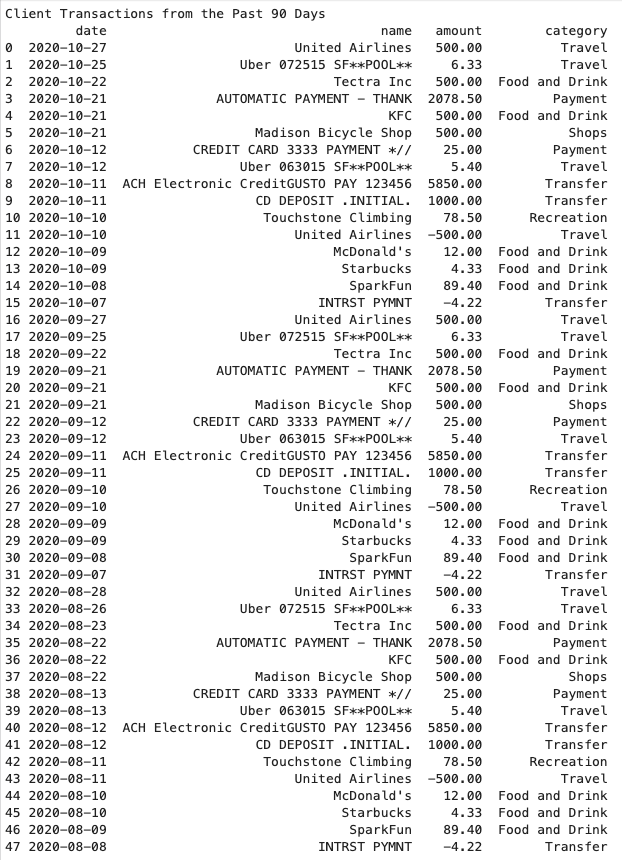 Client Transactions from the Past 90 Days
date name amount category
0 2020-10-27 United Airlines 500.00 Travel
1 2020-10-25 Uber 072515 SF**POOL** 6.33 Travel
2 2020-10-22 Tectra Inc 500.00 Food and Drink
3 2020-10-21 AUTOMATIC PAYMENT - THANK 2078.50 Payment
4 2020-10-21 KFC 500.00 Food and Drink
5 2020-10-21 Madison Bicycle Shop 500.00 Shops
6 2020-10-12 CREDIT CARD 3333 PAYMENT *// 25.00 Payment
7 2020-10-12 Uber 063015 SF**POOL** 5.40 Travel
8 2020-10-11 ACH Electronic CreditGUSTO PAY 123456 5850.00 Transfer
9 2020-10-11 CD DEPOSIT .INITIAL. 1000.00 Transfer
10 2020-10-10 Touchstone Climbing 78.50 Recreation
11 2020-10-10 United Airlines -500.00 Travel
12 2020-10-09 McDonald's 12.00 Food and Drink
13 2020-10-09 Starbucks 4.33 Food and Drink
14 2020-10-08 SparkFun 89.40 Food and Drink
15 2020-10-07 INTRST PYMNT -4.22 Transfer
16 2020-09-27 United Airlines 500.00 Travel
17 2020-09-25 Uber 072515 SF**POOL** 6.33 Travel
18 2020-09-22 Tectra Inc 500.00 Food and Drink
19 2020-09-21 AUTOMATIC PAYMENT - THANK 2078.50 Payment
20 2020-09-21 KFC 500.00 Food and Drink
21 2020-09-21 Madison Bicycle Shop 500.00 Shops
22 2020-09-12 CREDIT CARD 3333 PAYMENT *// 25.00 Payment
23 2020-09-12 Uber 063015 SF**POOL** 5.40 Travel
24 2020-09-11 ACH Electronic CreditGUSTO PAY 123456 5850.00 Transfer
25 2020-09-11 CD DEPOSIT .INITIAL. 1000.00 Transfer
26 2020-09-10 Touchstone Climbing 78.50 Recreation
27 2020-09-10 United Airlines -500.00 Travel
28 2020-09-09 McDonald's 12.00 Food and Drink
29 2020-09-09 Starbucks 4.33 Food and Drink
30 2020-09-08 SparkFun 89.40 Food and Drink
31 2020-09-07 INTRST PYMNT -4.22 Transfer
32 2020-08-28 United Airlines 500.00 Travel
33 2020-08-26 Uber 072515 SF**POOL** 6.33 Travel
34 2020-08-23 Tectra Inc 500.00 Food and Drink
35 2020-08-22 AUTOMATIC PAYMENT - THANK 2078.50 Payment
36 2020-08-22 KFC 500.00 Food and Drink
37 2020-08-22 Madison Bicycle Shop 500.00 Shops
38 2020-08-13 CREDIT CARD 3333 PAYMENT *// 25.00 Payment
39 2020-08-13 Uber 063015 SF**POOL** 5.40 Travel
40 2020-08-12 ACH Electronic CreditGUSTO PAY 123456 5850.00 Transfer
41 2020-08-12 CD DEPOSIT .INITIAL. 1000.00 Transfer
42 2020-08-11 Touchstone Climbing 78.50 Recreation
43 2020-08-11 United Airlines -500.00 Travel
44 2020-08-10 McDonald's 12.00 Food and Drink
45 2020-08-10 Starbucks 4.33 Food and Drink
46 2020-08-09 SparkFun 89.40 Food and Drink
47 2020-08-08 INTRST PYMNT -4.22 Transfer